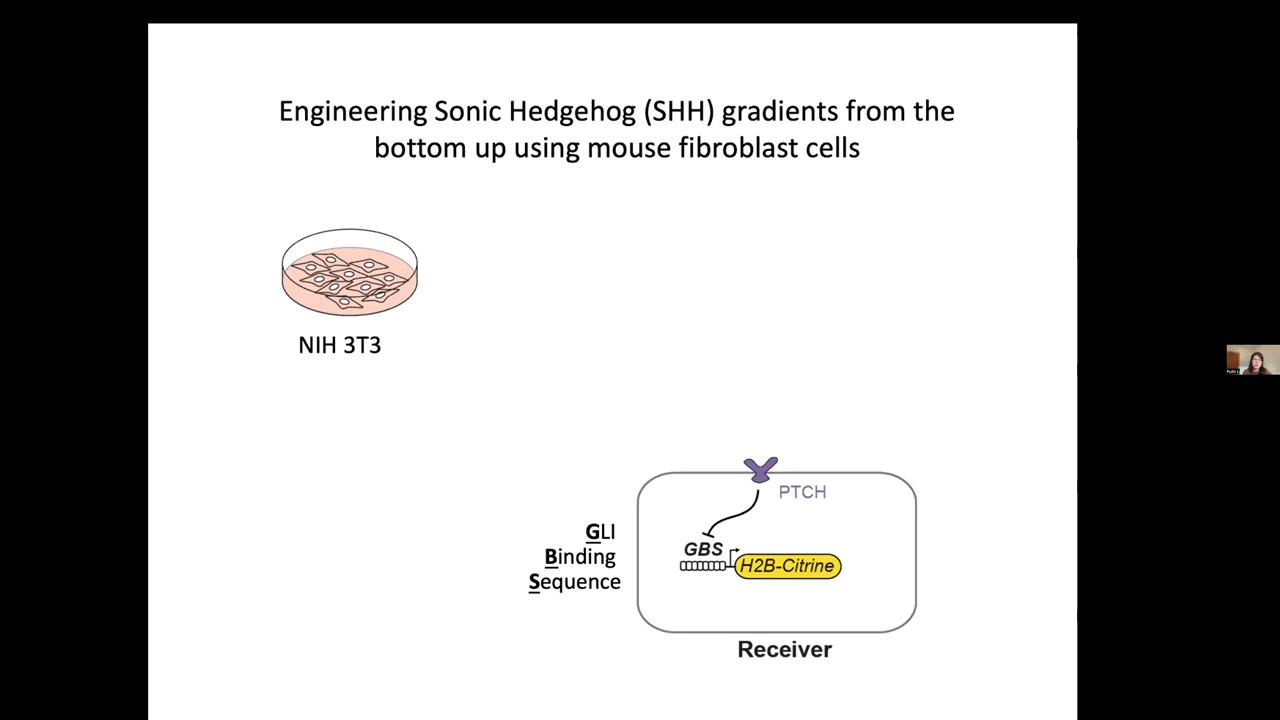 Engineering Sonic Hedgehog (SHH) gradients from the
bottom up using mouse fibroblast cells
NIH 3T3
PTCH
GLI
Binding
Sequence
GBS
H2B-Citrine
Receiver